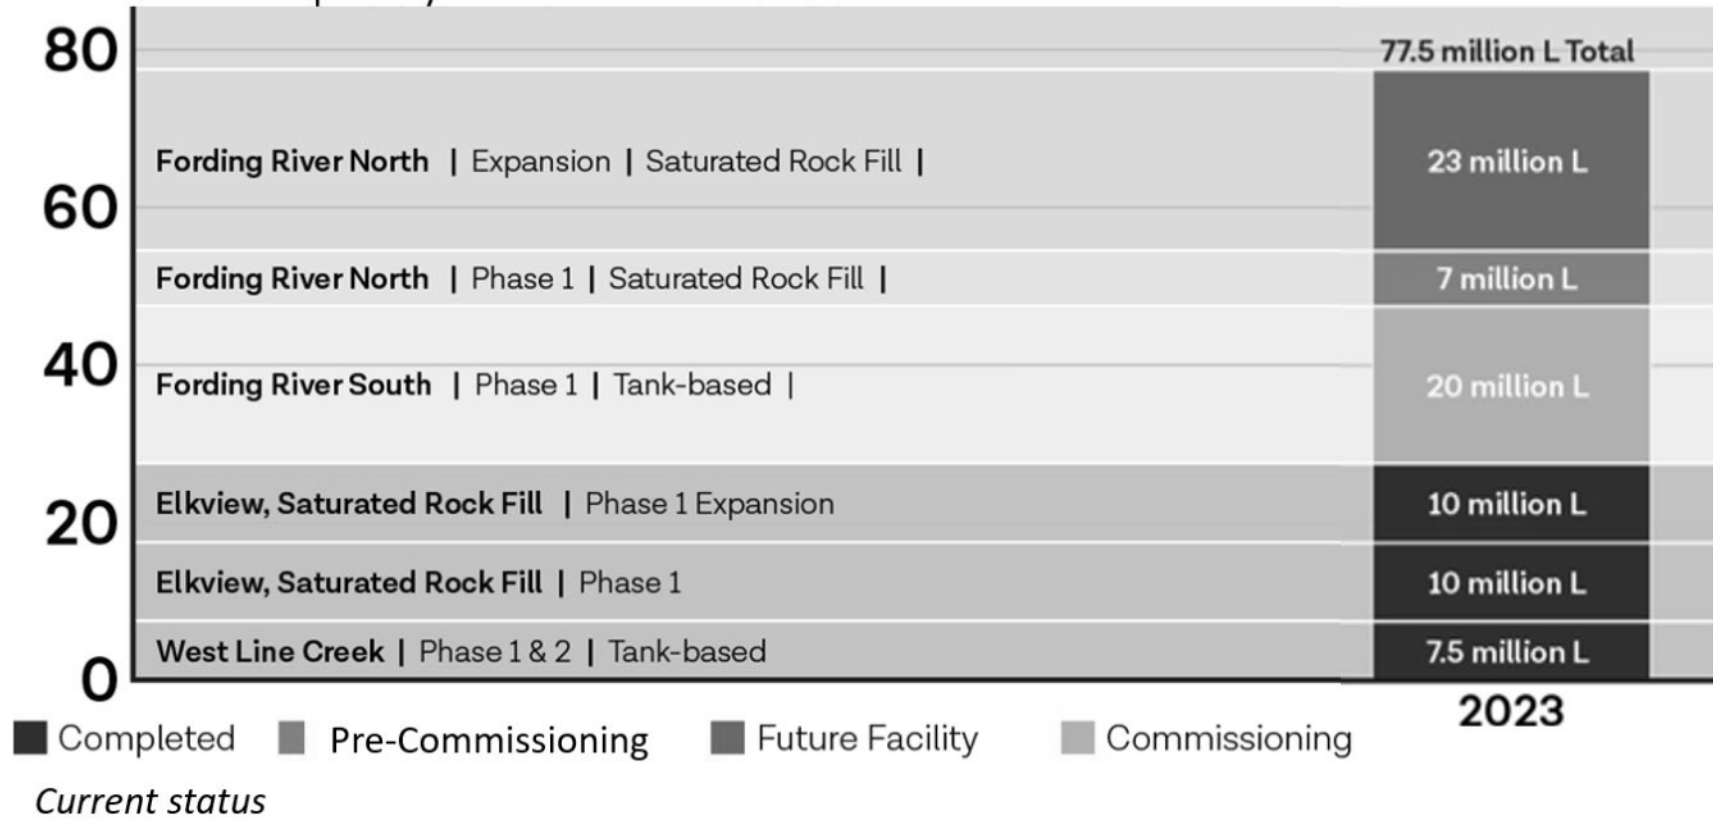 80
77.5 million L Total
Fording River North | Expansion | Saturated Rock Fill |
23 million L
60
Fording River North | Phase 1 | Saturated Rock Fill |
7 million L
40
Fording River South | Phase 1 | Tank-based |
20 million L
Elkview, Saturated Rock Fill | Phase 1 Expansion
10 million L
20
Elkview, Saturated Rock Fill | Phase 1
10 million L
West Line Creek | Phase 1 & 2 | Tank-based
7.5 million L
0
2023
Completed Pre-Commissioning Future Facility Commissioning
Current status